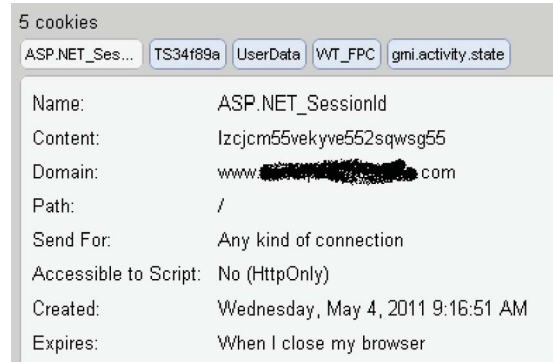 5 cookies
ASP.NET_Ses... TS34f89a UserData WT_FPC gmi.activity.state
Name: ASP.NET_SessionId
Content: lzcjcm55vekyve552sqwsg55
Domain: www. com
Path: /
Send For: Any kind of connection
Accessible to Script: No (HttpOnly)
Created: Wednesday, May 4, 2011 9:16:51 AM
Expires: When I close my browser